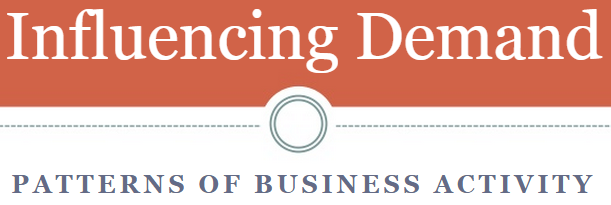 Influencing Demand
PATTERNS OF BUSINESS ACTIVITY